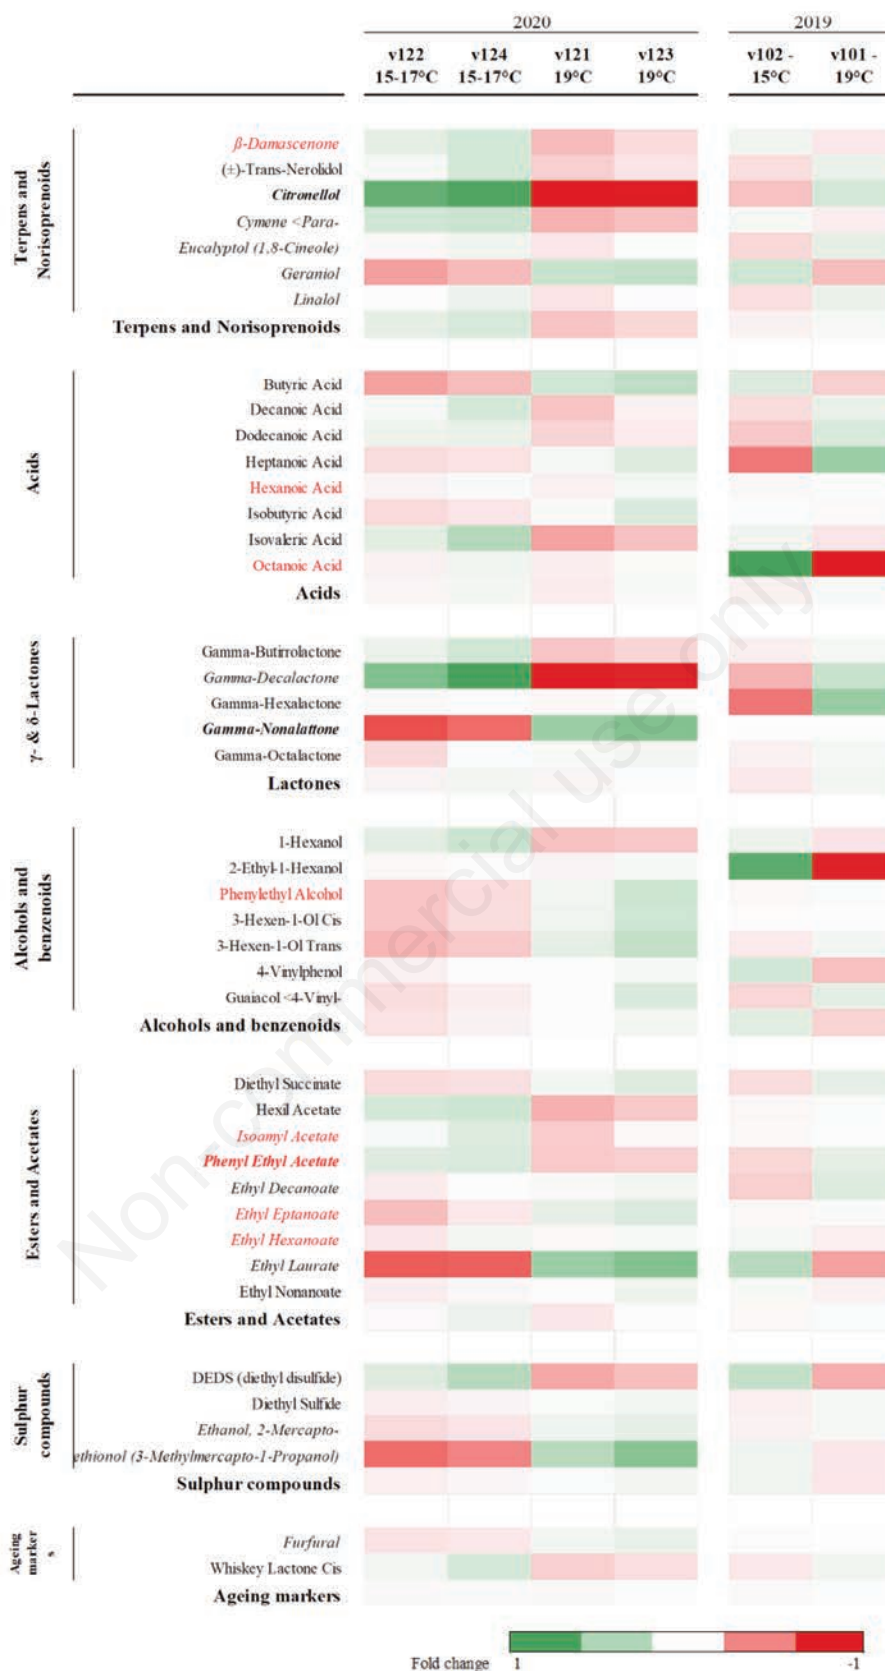 2020 2019
v122 v124 v121 v123 v102 - v101 -
15-17°C 15-17°C 19°C 19°C 15°C 19°C
Terpens and
Norisoprenoids
β-Damascenone
(±)-Trans-Nerolidol
Citronellol
Cymene <Para-
Eucalyptol (1,8-Cineole)
Geraniol
Linalol
Terpens and Norisoprenoids
Acids
Butyric Acid
Decanoic Acid
Dodecanoic Acid
Heptanoic Acid
Hexanoic Acid
Isobutyric Acid
Isovaleric Acid
Octanoic Acid
Acids
γ- & δ-Lactones
Gamma-Butirrolactone
Gamma-Decalactone
Gamma-Hexalactone
Gamma-Nonalattone
Gamma-Octalactone
Lactones
Alcohols and
benzenoids
1-Hexanol
2-Ethyl-1-Hexanol
Phenylethyl Alcohol
3-Hexen-1-Ol Cis
3-Hexen-1-Ol Trans
4-Vinylphenol
Guaiacol <4-Vinyl-
Alcohols and benzenoids
Esters and Acetates
Diethyl Succinate
Hexil Acetate
Isoamyl Acetate
Phenyl Ethyl Acetate
Ethyl Decanoate
Ethyl Eptanoate
Ethyl Hexanoate
Ethyl Laurate
Ethyl Nonanoate
Esters and Acetates
Sulphur
compounds
DEDS (diethyl disulfide)
Diethyl Sulfide
Ethanol, 2-Mercapto-
ethionol (3-Methylmercapto-1-Propanol)
Sulphur compounds
Ageing
marker
s
Furfural
Whiskey Lactone Cis
Ageing markers
Fold change 1 -1
Non-commercial use only